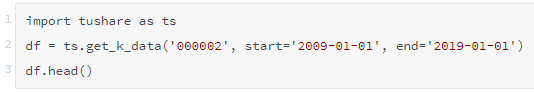 1 import tushare as ts
2 df = ts.get_k_data('000002', start='2009-01-01', end='2019-01-01')
3 df.head()